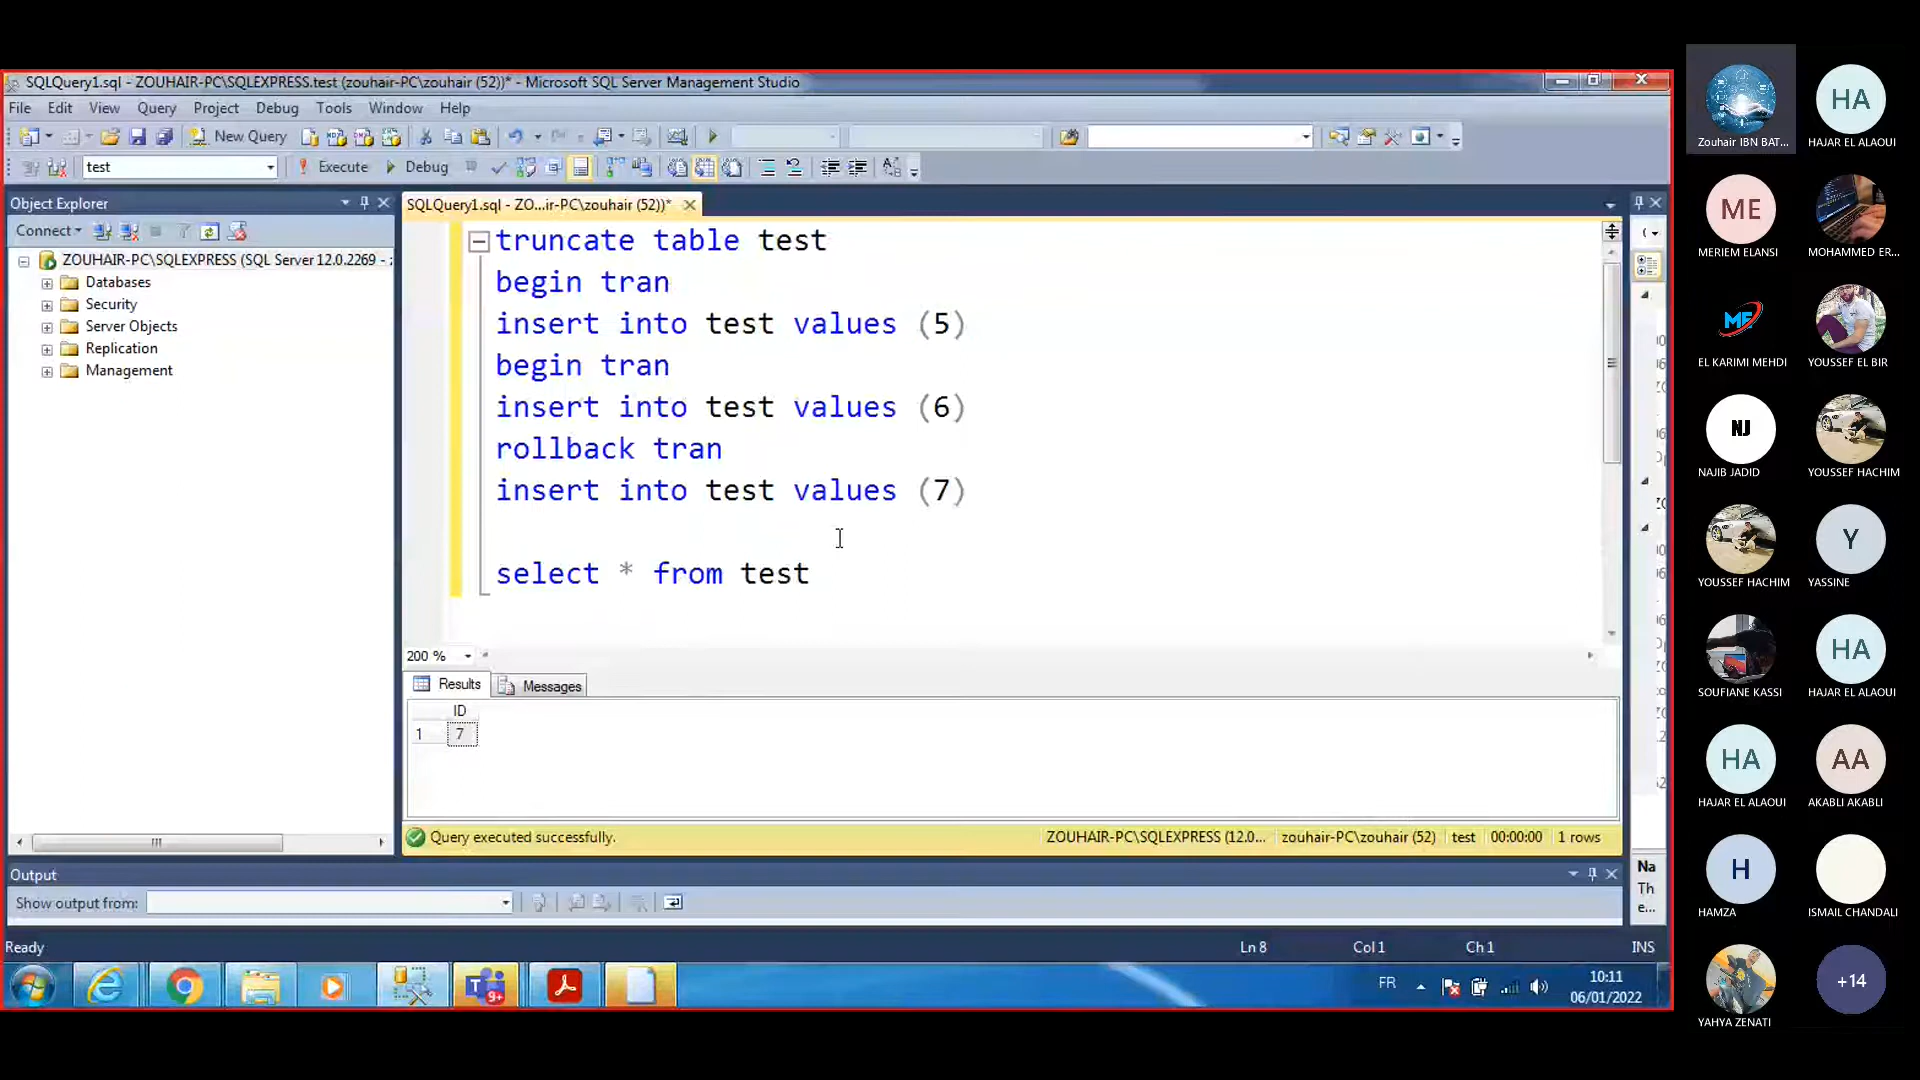 SQLQuery1.sql - ZOUHAIR-PC\SQLEXPRESS.test (zouhair-PC\zouhair (52))* - Microsoft SQL Server Management Studio
File Edit View Query Project Debug Tools Window Help
New Query
test Execute Debug
Object Explorer
Connect
ZOUHAIR-PC\SQLEXPRESS (SQL Server 12.0.2269 -
Databases
Security
Server Objects
Replication
Management
SQLQuery1.sql - ZO...ir-PC\zouhair (52))*
truncate table test
begin tran
insert into test values (5)
begin tran
insert into test values (6)
rollback tran
insert into test values (7)
select * from test
200 %
Results Messages
ID
1 7
Query executed successfully. ZOUHAIR-PC\SQLEXPRESS (12.0... zouhair-PC\zouhair (52) test 00:00:00 1 rows
Output
Show output from:
Na
Th
e...
Ready Ln 8 Col 1 Ch 1 INS
9+
FR
10:11
06/01/2022
Zouhair IBN BAT...
HA
HAJAR EL ALAOUI
ME
MERIEM ELANSI
MOHAMMED ER...
EL KARIMI MEHDI
YOUSSEF EL BIR
NJ
NAJIB JADID
YOUSSEF HACHIM
YOUSSEF HACHIM
Y
YASSINE
SOUFIANE KASSI
HA
HAJAR EL ALAOUI
HA
HAJAR EL ALAOUI
AA
AKABLI AKABLI
H
HAMZA
ISMAIL CHANDALI
YAHYA ZENATI
+14